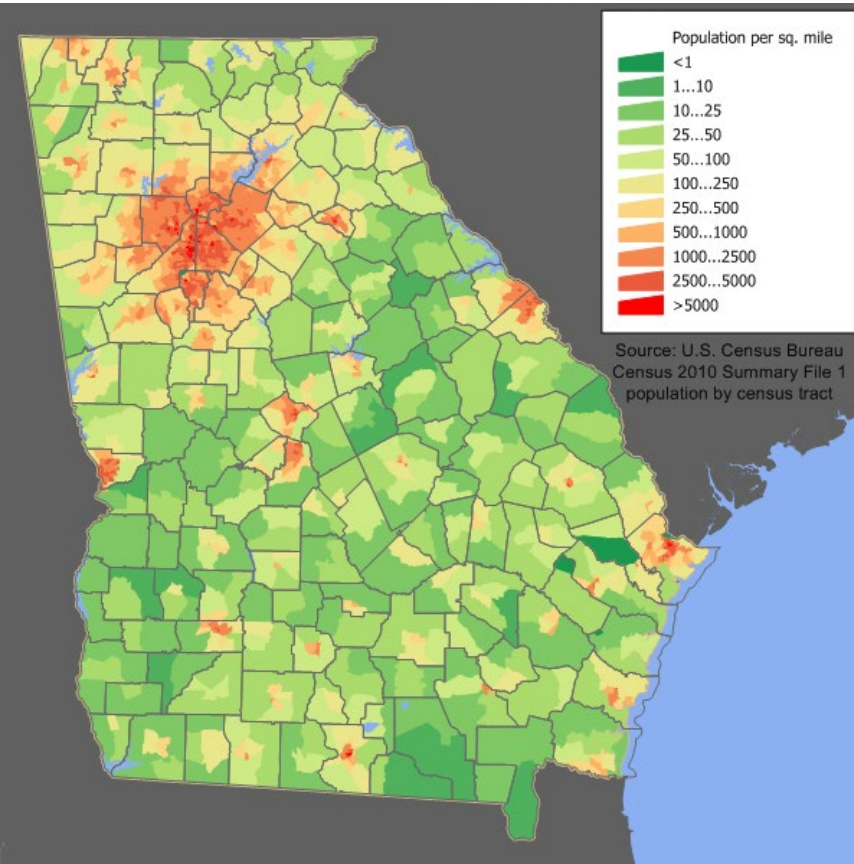 Population per sq. mile
<1
1...10
10...25
25...50
50...100
100...250
250...500
500...1000
1000...2500
2500...5000
>5000
Source: U.S. Census Bureau
Census 2010 Summary File 1
population by census tract